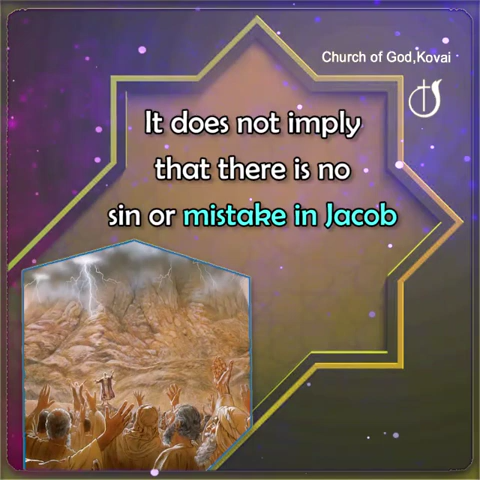 Church of God,Kovai
It does not imply
that there is no
sin or mistake in Jacob